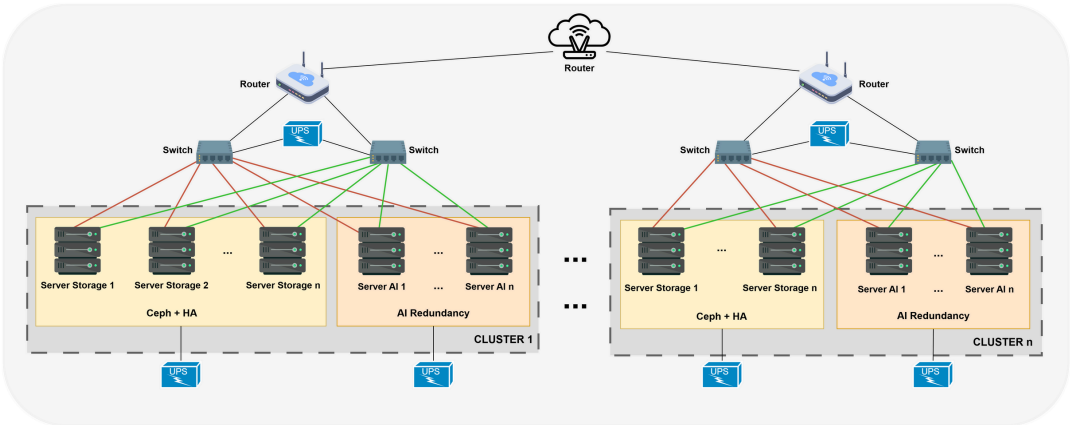 Router
Router
Router
UPS
UPS
Switch
Switch
Switch
Switch
...
...
...
...
Server Storage 1
Server Storage 2
Server Storage n
Server AI 1
...
Server AI n
...
Server Storage 1
Server Storage n
Server AI 1
...
Server AI n
...
Ceph + HA
AI Redundancy
Ceph + HA
AI Redundancy
CLUSTER 1
CLUSTER n
UPS
UPS
UPS
UPS